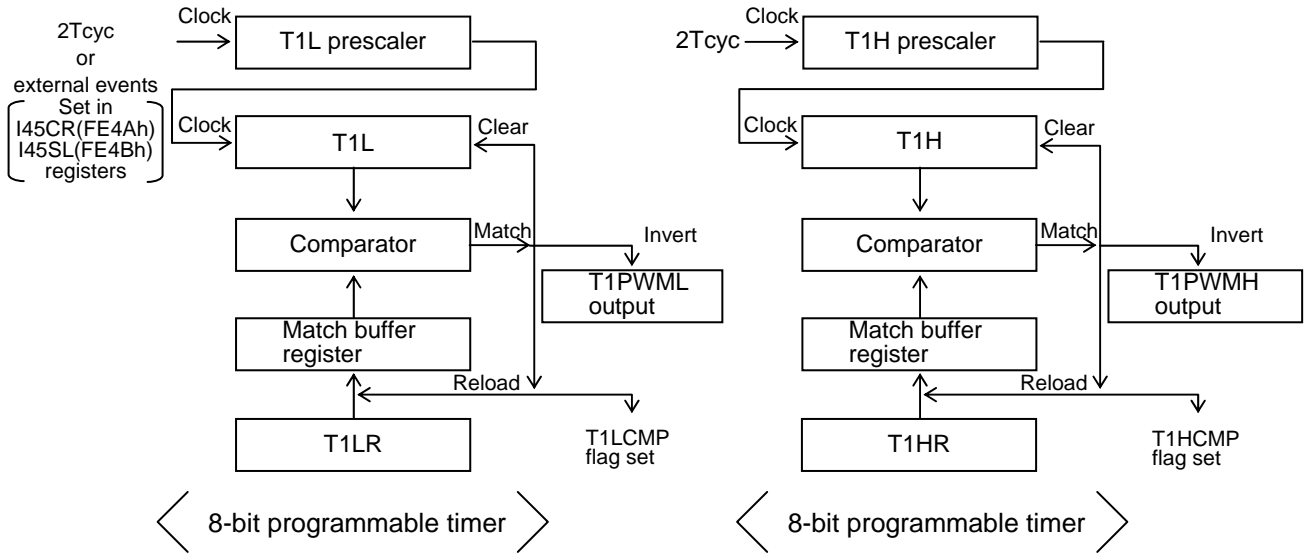 Clock
2Tcyc
or
external events
Set in
I45CR(FE4Ah)
I45SL(FE4Bh)
registers
T1L prescaler
Clock
T1L
Clear
Comparator
Match
Invert
T1PWML
output
Match buffer
register
Reload
T1LR
T1LCMP
flag set
8-bit programmable timer
Clock
2Tcyc
T1H prescaler
Clock
T1H
Clear
Comparator
Match
Invert
T1PWMH
output
Match buffer
register
Reload
T1HR
T1HCMP
flag set
8-bit programmable timer